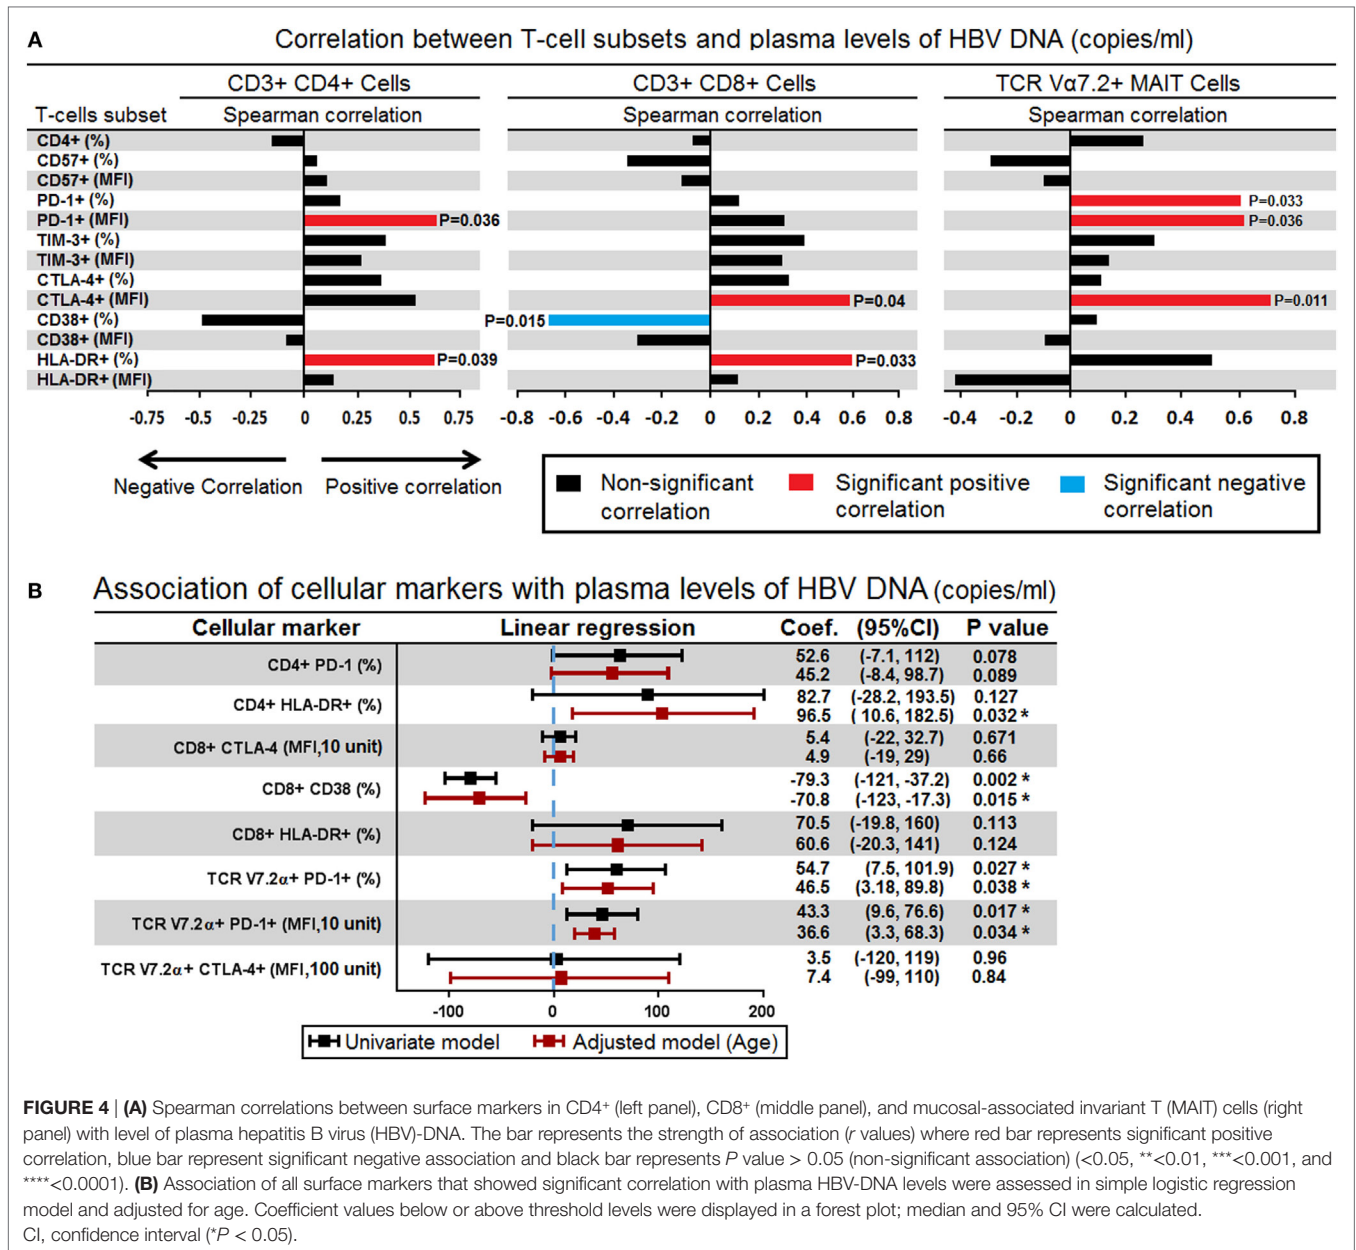 A
Correlation between T-cell subsets and plasma levels of HBV DNA (copies/ml)
CD3+ CD4+ Cells
CD3+ CD8+ Cells
TCR Vα7.2+ MAIT Cells
T-cells subset
Spearman correlation
Spearman correlation
Spearman correlation
CD4+ (%)
CD57+ (%)
CD57+ (MFI)
PD-1+ (%)
P=0.033
PD-1+ (MFI)
P=0.036
P=0.036
TIM-3+ (%)
TIM-3+ (MFI)
CTLA-4+ (%)
CTLA-4+ (MFI)
P=0.04
P=0.011
CD38+ (%)
P=0.015
CD38+ (MFI)
HLA-DR+ (%)
P=0.039
P=0.033
HLA-DR+ (MFI)
-0.75 -0.5 -0.25 0 0.25 0.5 0.75
-0.8 -0.6 -0.4 -0.2 0 0.2 0.4 0.6 0.8
-0.4 -0.2 0 0.2 0.4 0.6 0.8
Negative Correlation
Positive correlation
Non-significant
correlation
Significant positive
correlation
Significant negative
correlation
B
Association of cellular markers with plasma levels of HBV DNA (copies/ml)
Cellular marker Linear regression Coef. (95%CI) P value
CD4+ PD-1 (%)
52.6 (-7.1, 112) 0.078
45.2 (-8.4, 98.7) 0.089
CD4+ HLA-DR+ (%)
82.7 (-28.2, 193.5) 0.127
96.5 ( 10.6, 182.5) 0.032 *
CD8+ CTLA-4 (MFI,10 unit)
5.4 (-22, 32.7) 0.671
4.9 (-19, 29) 0.66
CD8+ CD38 (%)
-79.3 (-121, -37.2) 0.002 *
-70.8 (-123, -17.3) 0.015 *
CD8+ HLA-DR+ (%)
70.5 (-19.8, 160) 0.113
60.6 (-20.3, 141) 0.124
TCR V7.2α+ PD-1+ (%)
54.7 (7.5, 101.9) 0.027 *
46.5 (3.18, 89.8) 0.038 *
TCR V7.2α+ PD-1+ (MFI,10 unit)
43.3 (9.6, 76.6) 0.017 *
36.6 (3.3, 68.3) 0.034 *
TCR V7.2α+ CTLA-4+ (MFI,100 unit)
3.5 (-120, 119) 0.96
7.4 (-99, 110) 0.84
-100 0 100 200
Univariate model Adjusted model (Age)
FIGURE 4 | (A) Spearman correlations between surface markers in CD4+ (left panel), CD8+ (middle panel), and mucosal-associated invariant T (MAIT) cells (right
panel) with level of plasma hepatitis B virus (HBV)-DNA. The bar represents the strength of association (r values) where red bar represents significant positive
correlation, blue bar represent significant negative association and black bar represents P value > 0.05 (non-significant association) (<0.05, **<0.01, ***<0.001, and
****<0.0001). (B) Association of all surface markers that showed significant correlation with plasma HBV-DNA levels were assessed in simple logistic regression
model and adjusted for age. Coefficient values below or above threshold levels were displayed in a forest plot; median and 95% CI were calculated.
CI, confidence interval (*P < 0.05).